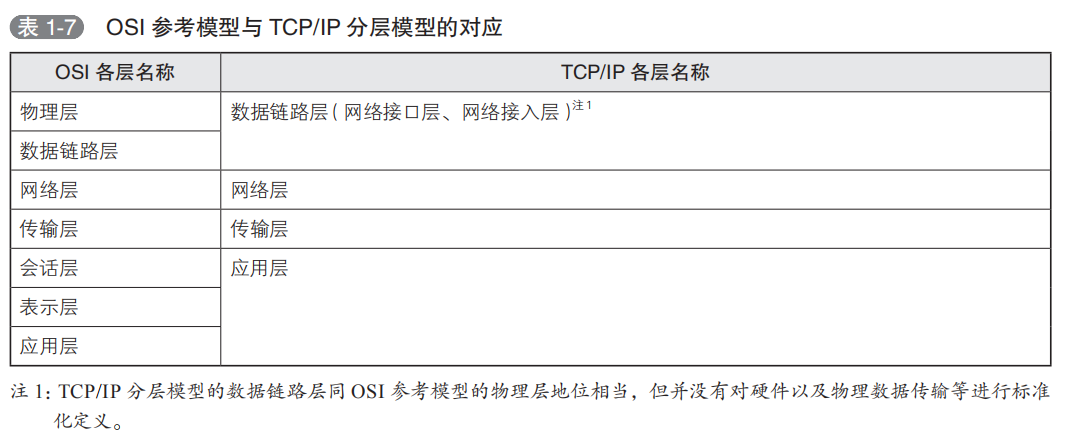 表 1-7 OSI 参考模型与 TCP/IP 分层模型的对应
OSI 各层名称 TCP/IP 各层名称
物理层 数据链路层(网络接口层、网络接入层)注1
数据链路层
网络层 网络层
传输层 传输层
会话层 应用层
表示层
应用层
注 1: TCP/IP 分层模型的数据链路层同 OSI 参考模型的物理层地位相当，但并没有对硬件以及物理数据传输等进行标准
化定义。